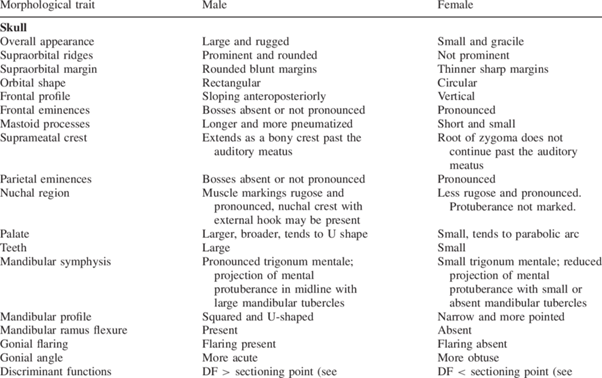 Morphological trait Male Female
Skull
Overall appearance Large and rugged Small and gracile
Supraorbital ridges Prominent and rounded Not prominent
Supraorbital margin Rounded blunt margins Thinner sharp margins
Orbital shape Rectangular Circular
Frontal profile Sloping anteroposteriorly Vertical
Frontal eminences Bosses absent or not pronounced Pronounced
Mastoid processes Longer and more pneumatized Short and small
Suprameatal crest Extends as a bony crest past the Root of zygoma does not
auditory meatus continue past the auditory
meatus
Parietal eminences Bosses absent or not pronounced Pronounced
Nuchal region Muscle markings rugose and Less rugose and pronounced.
pronounced, nuchal crest with Protuberance not marked.
external hook may be present
Palate Larger, broader, tends to U shape Small, tends to parabolic arc
Teeth Large Small
Mandibular symphysis Pronounced trigonum mentale; Small trigonum mentale; reduced
projection of mental projection of mental
protuberance in midline with protuberance with small or
large mandibular tubercles absent mandibular tubercles
Mandibular profile Squared and U-shaped Narrow and more pointed
Mandibular ramus flexure Present Absent
Gonial flaring Flaring present Flaring absent
Gonial angle More acute More obtuse
Discriminant functions DF > sectioning point (see DF < sectioning point (see